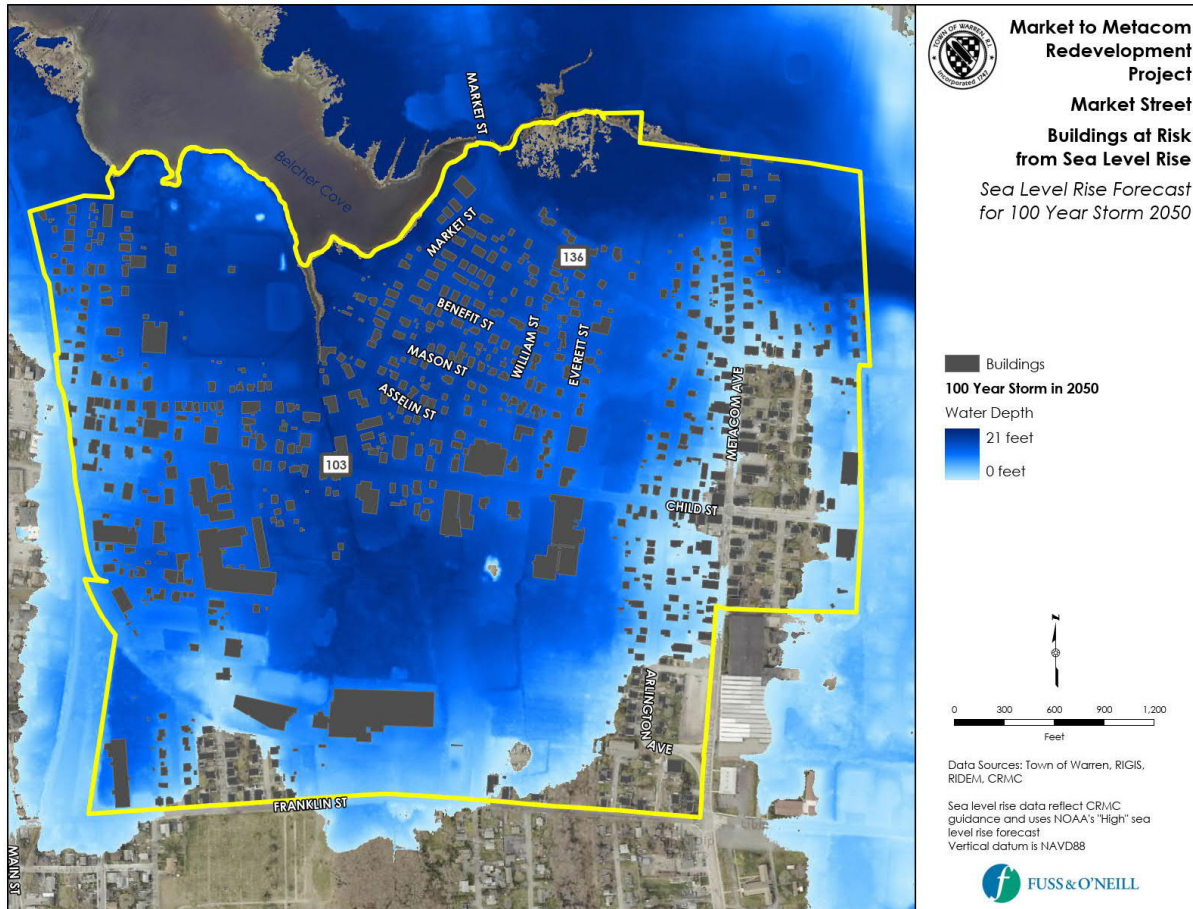 MARKET ST
Belcher Cove
MARKET ST
136
BENEFIT ST
WILLIAM ST
EVERETT ST
MASON ST
ASSELIN ST
METACOM AVE
103
CHILD ST
ARLINGTON
AVE
FRANKLIN ST
MAIN ST
TOWN OF WARREN, R.I.
Incorporated 1747
Market to Metacom
Redevelopment
Project
Market Street
Buildings at Risk
from Sea Level Rise
Sea Level Rise Forecast
for 100 Year Storm 2050
Buildings
100 Year Storm in 2050
Water Depth
21 feet
0 feet
0 300 600 900 1,200
Feet
Data Sources: Town of Warren, RIGIS,
RIDEM, CRMC
Sea level rise data reflect CRMC
guidance and uses NOAA's "High" sea
level rise forecast
Vertical datum is NAVD88
f FUSS & O'NEILL